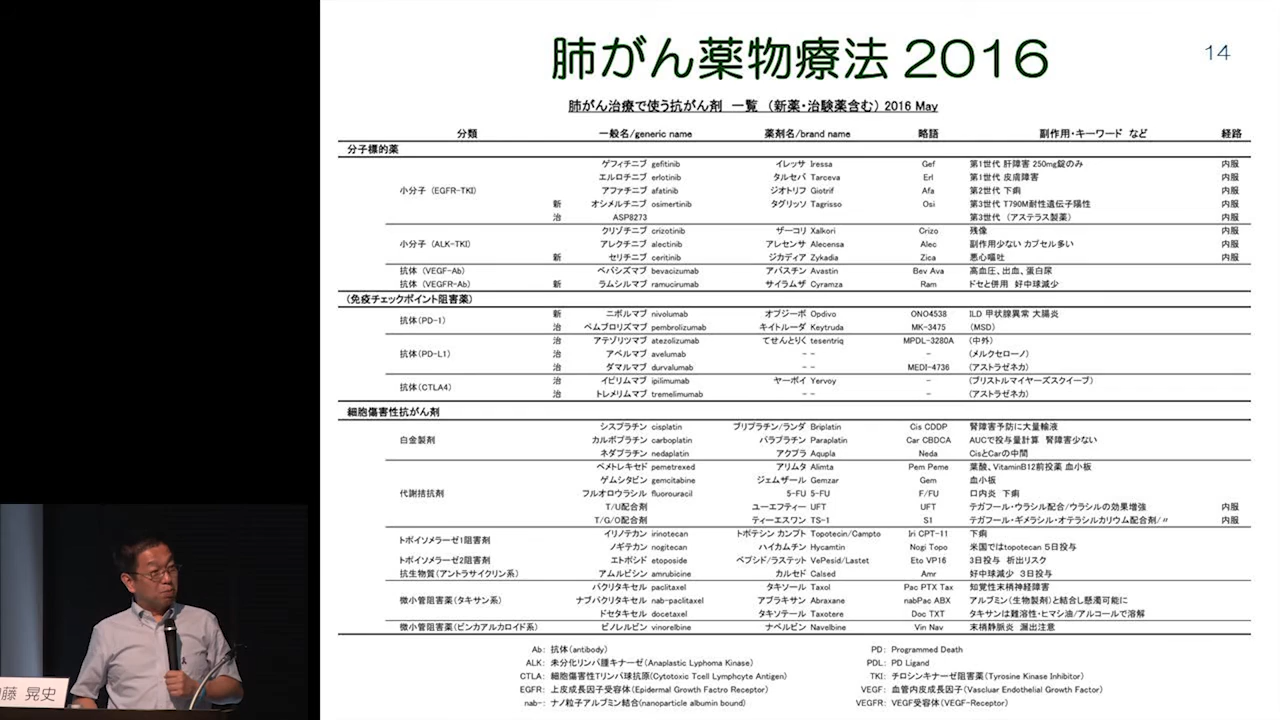 肺がん薬物療法 2016
14
肺がん治療で使う抗がん剤 一覧 (新薬・治験薬含む) 2016 May
分類 一般名/generic name 薬剤名/brand name 略語 副作用・キーワード など 経路
分子標的薬
ゲフィチニブ gefitinib イレッサ Iressa Gef 第1世代 肝障害 250mg錠のみ 内服
エルロチニブ erlotinib タルセバ Tarceva Erl 第1世代 皮膚障害 内服
小分子 (EGFR-TKI) アファチニブ afatinib ジオトリフ Giotrif Afa 第2世代 下痢 内服
新 オシメルチニブ osimertinib タグリッソ Tagrisso Osi 第3世代 T790M耐性遺伝子陽性 内服
治 ASP8273 第3世代 (アステラス製薬) 内服
クリゾチニブ crizotinib ザーコリ Xalkori Crizo 残像 内服
小分子 (ALK-TKI) アレクチニブ alectinib アレセンサ Alecensa Alec 副作用少ない カプセル多い 内服
新 セリチニブ ceritinib ジカディア Zykadia Zica 悪心嘔吐 内服
抗体 (VEGF-Ab) ベバシズマブ bevacizumab アバスチン Avastin Bev Ava 高血圧、出血、蛋白尿
抗体 (VEGFR-Ab) 新 ラムシルマブ ramucirumab サイラムザ Cyramza Ram ドセと併用 好中球減少
(免疫チェックポイント阻害薬)
抗体(PD-1) 新 ニボルマブ nivolumab オプジーボ Opdivo ONO4538 ILD 甲状腺異常 大腸炎
治 ペムブロリズマブ pembrolizumab キイトルーダ Keytruda MK-3475 (MSD)
治 アテゾリツマブ atezolizumab てせんとりく tesentriq MPDL-3280A (中外)
抗体(PD-L1) 治 アベルマブ avelumab - - - (メルクセローノ)
治 ダマルマブ durvalumab - - MEDI-4736 (アストラゼネカ)
抗体(CTLA4) 治 イピリムマブ ipilimumab ヤーボイ Yervoy - (ブリストルマイヤーズスクイーブ)
治 トレメリムマブ tremelimumab - - - (アストラゼネカ)
細胞傷害性抗がん剤
シスプラチン cisplatin ブリプラチン/ランダ Briplatin Cis CDDP 腎障害予防に大量輸液
白金製剤 カルボプラチン carboplatin パラプラチン Paraplatin Car CBDCA AUCで投与量計算 腎障害少ない
ネダプラチン nedaplatin アクプラ Aqupla Neda CisとCarの中間
ペメトレキセド pemetrexed アリムタ Alimta Pem Peme 葉酸、VitaminB12前投薬 血小板
ゲムシタビン gemcitabine ジェムザール Gemzar Gem 血小板
代謝拮抗剤 フルオロウラシル fluorouracil 5-FU 5-FU F/FU 口内炎 下痢
T/U配合剤 ユーエフティー UFT UFT テガフール・ウラシル配合/ウラシルの効果増強 内服
T/G/O配合剤 ティーエスワン TS-1 S1 テガフール・ギメラシル・オテラシルカリウム配合剤/〃 内服
トポイソメラーゼ1阻害剤 イリノテカン irinotecan トポテシン カンプト Topotecin/Campto Iri CPT-11 下痢
ノギテカン nogitecan ハイカムチン Hycamtin Nogi Topo 米国ではtopotecan 5日投与
トポイソメラーゼ2阻害剤 エトポシド etoposide ベプシド/ラステット VePesid/Lastet Eto VP16 3日投与 析出リスク
抗生物質(アントラサイクリン系) アムルビシン amnrubicine カルセド Calsed Amr 好中球減少 3日投与
パクリタキセル paclitaxel タキソール Taxol Pac PTX Tax 知覚性末梢神経障害
微小管阻害薬(タキサン系) ナブパクリタキセル nab-paclitaxel アブラキサン Abraxane nabPac ABX アルブミン(生物製剤)と結合し懸濁可能に
ドセタキセル docetaxel タキソテール Taxotere Doc TXT タキサンは難溶性・ヒマシ油/アルコールで溶解
微小管阻害薬(ビンカアルカロイド系) ビノレルビン vinorelbine ナベルビン Navelbine Vin Nav 末梢静脈炎 漏出注意
Ab: 抗体(antibody) PD: Programmed Death
ALK: 未分化リンパ腫キナーゼ(Anaplastic Lyphoma Kinase) PDL: PD Ligand
CTLA: 細胞傷害性Tリンパ球抗原(Cytotoxic Tcell Lymphcyte Antigen) TKI: チロシンキナーゼ阻害薬(Tyrosine Kinase Inhibitor)
EGFR: 上皮成長因子受容体(Epidermal Growth Factro Receptor) VEGF: 血管内皮成長因子(Vascluar Endothelial Growth Factor)
nab-: ナノ粒子アルブミン結合(nanoparticle albumin bound) VEGFR: VEGF受容体(VEGF-Receptor)
藤 晃史